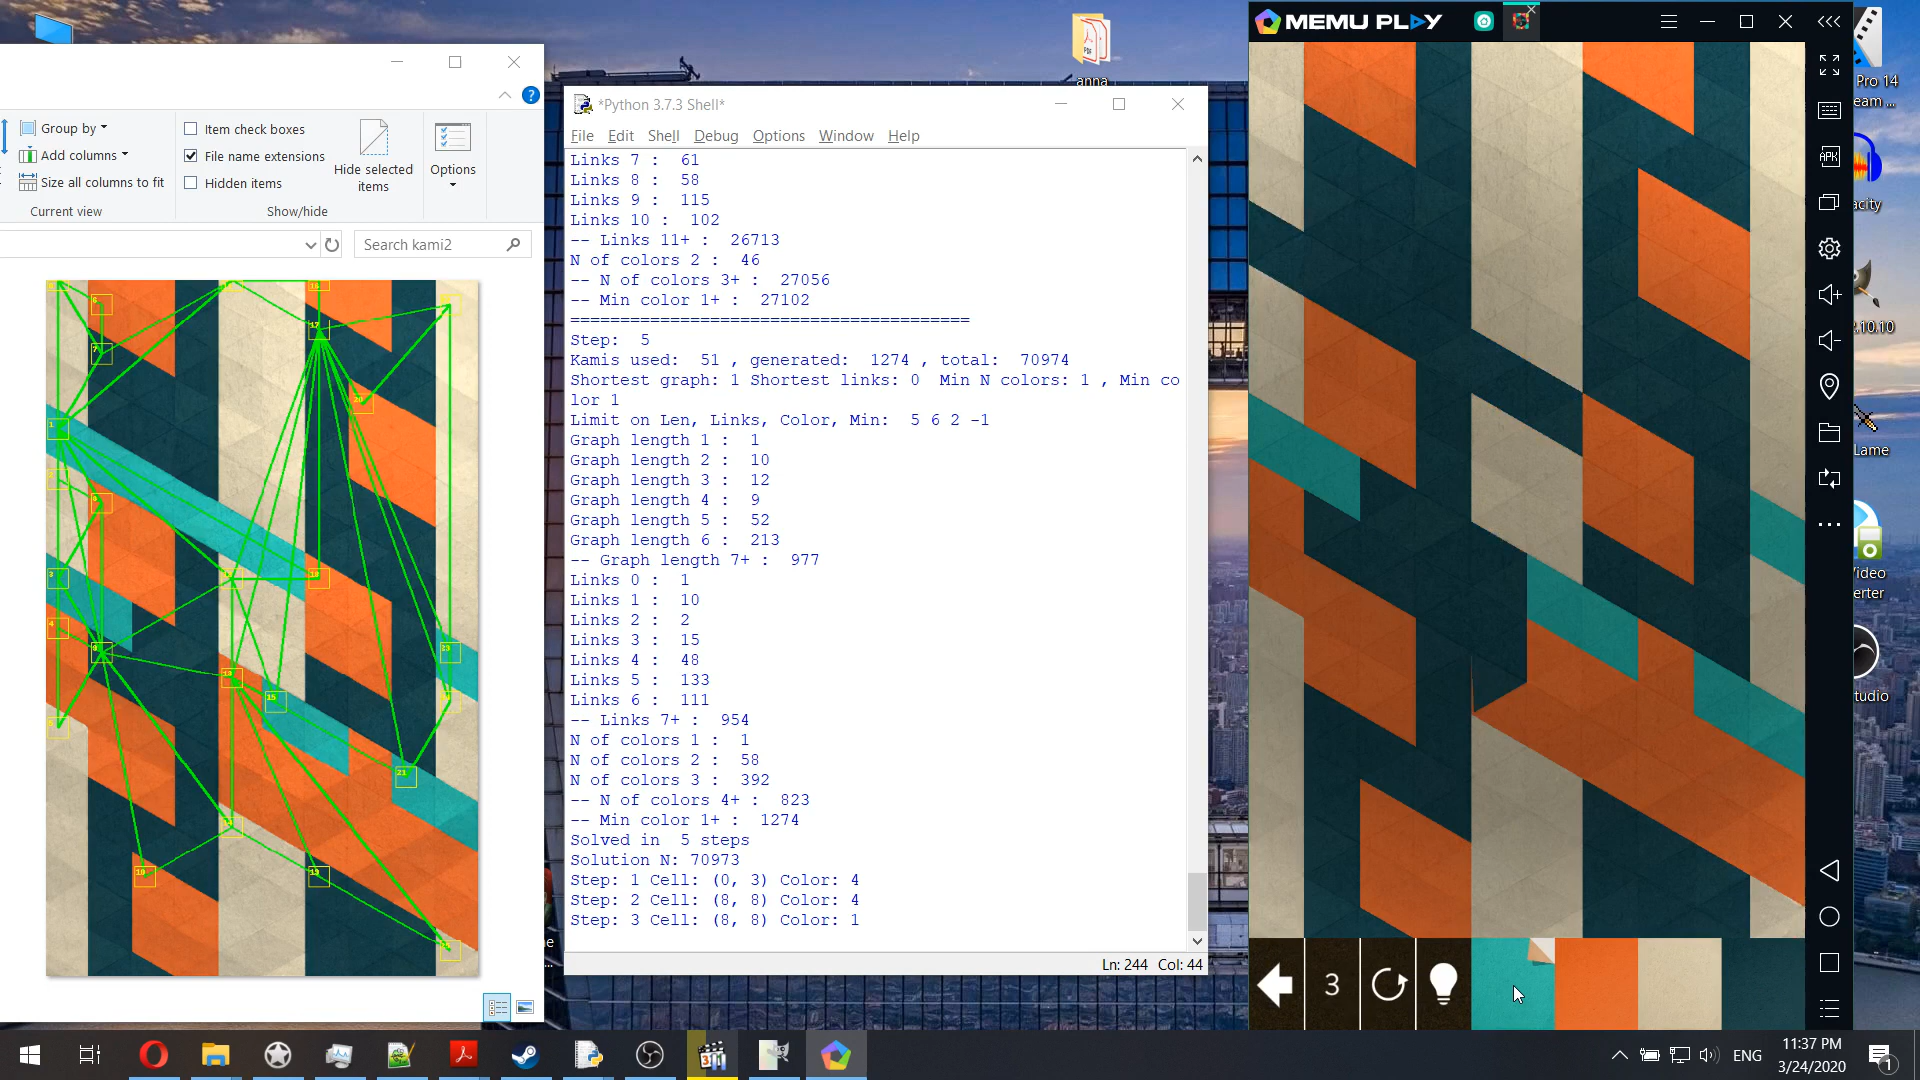 Group by
Add columns
Size all columns to fit
Current view
Item check boxes
File name extensions
Hidden items
Show/hide
Hide selected
items
Options
Search kami2
anna
*Python 3.7.3 Shell*
File Edit Shell Debug Options Window Help
Links 7 :  61
Links 8 :  58
Links 9 :  115
Links 10 :  102
-- Links 11+ :  26713
N of colors 2 :  46
-- N of colors 3+ :  27056
-- Min color 1+ :  27102
=======================================
Step:  5
Kamis used:  51 , generated:  1274 , total:  70974
Shortest graph: 1 Shortest links: 0  Min N colors: 1 , Min co
lor 1
Limit on Len, Links, Color, Min:  5 6 2 -1
Graph length 1 :  1
Graph length 2 :  10
Graph length 3 :  12
Graph length 4 :  9
Graph length 5 :  52
Graph length 6 :  213
-- Graph length 7+ :  977
Links 0 :  1
Links 1 :  10
Links 2 :  2
Links 3 :  15
Links 4 :  48
Links 5 :  133
Links 6 :  111
-- Links 7+ :  954
N of colors 1 :  1
N of colors 2 :  58
N of colors 3 :  392
-- N of colors 4+ :  823
-- Min color 1+ :  1274
Solved in  5 steps
Solution N: 70973
Step: 1 Cell: (0, 3) Color: 4
Step: 2 Cell: (8, 8) Color: 4
Step: 3 Cell: (8, 8) Color: 1
Ln: 244 Col: 44
MEMU PLAY
APK
3
Pro 14
eam ...
acity
2.10.10
Lame
Video
erter
tudio
ENG
11:37 PM
3/24/2020
1